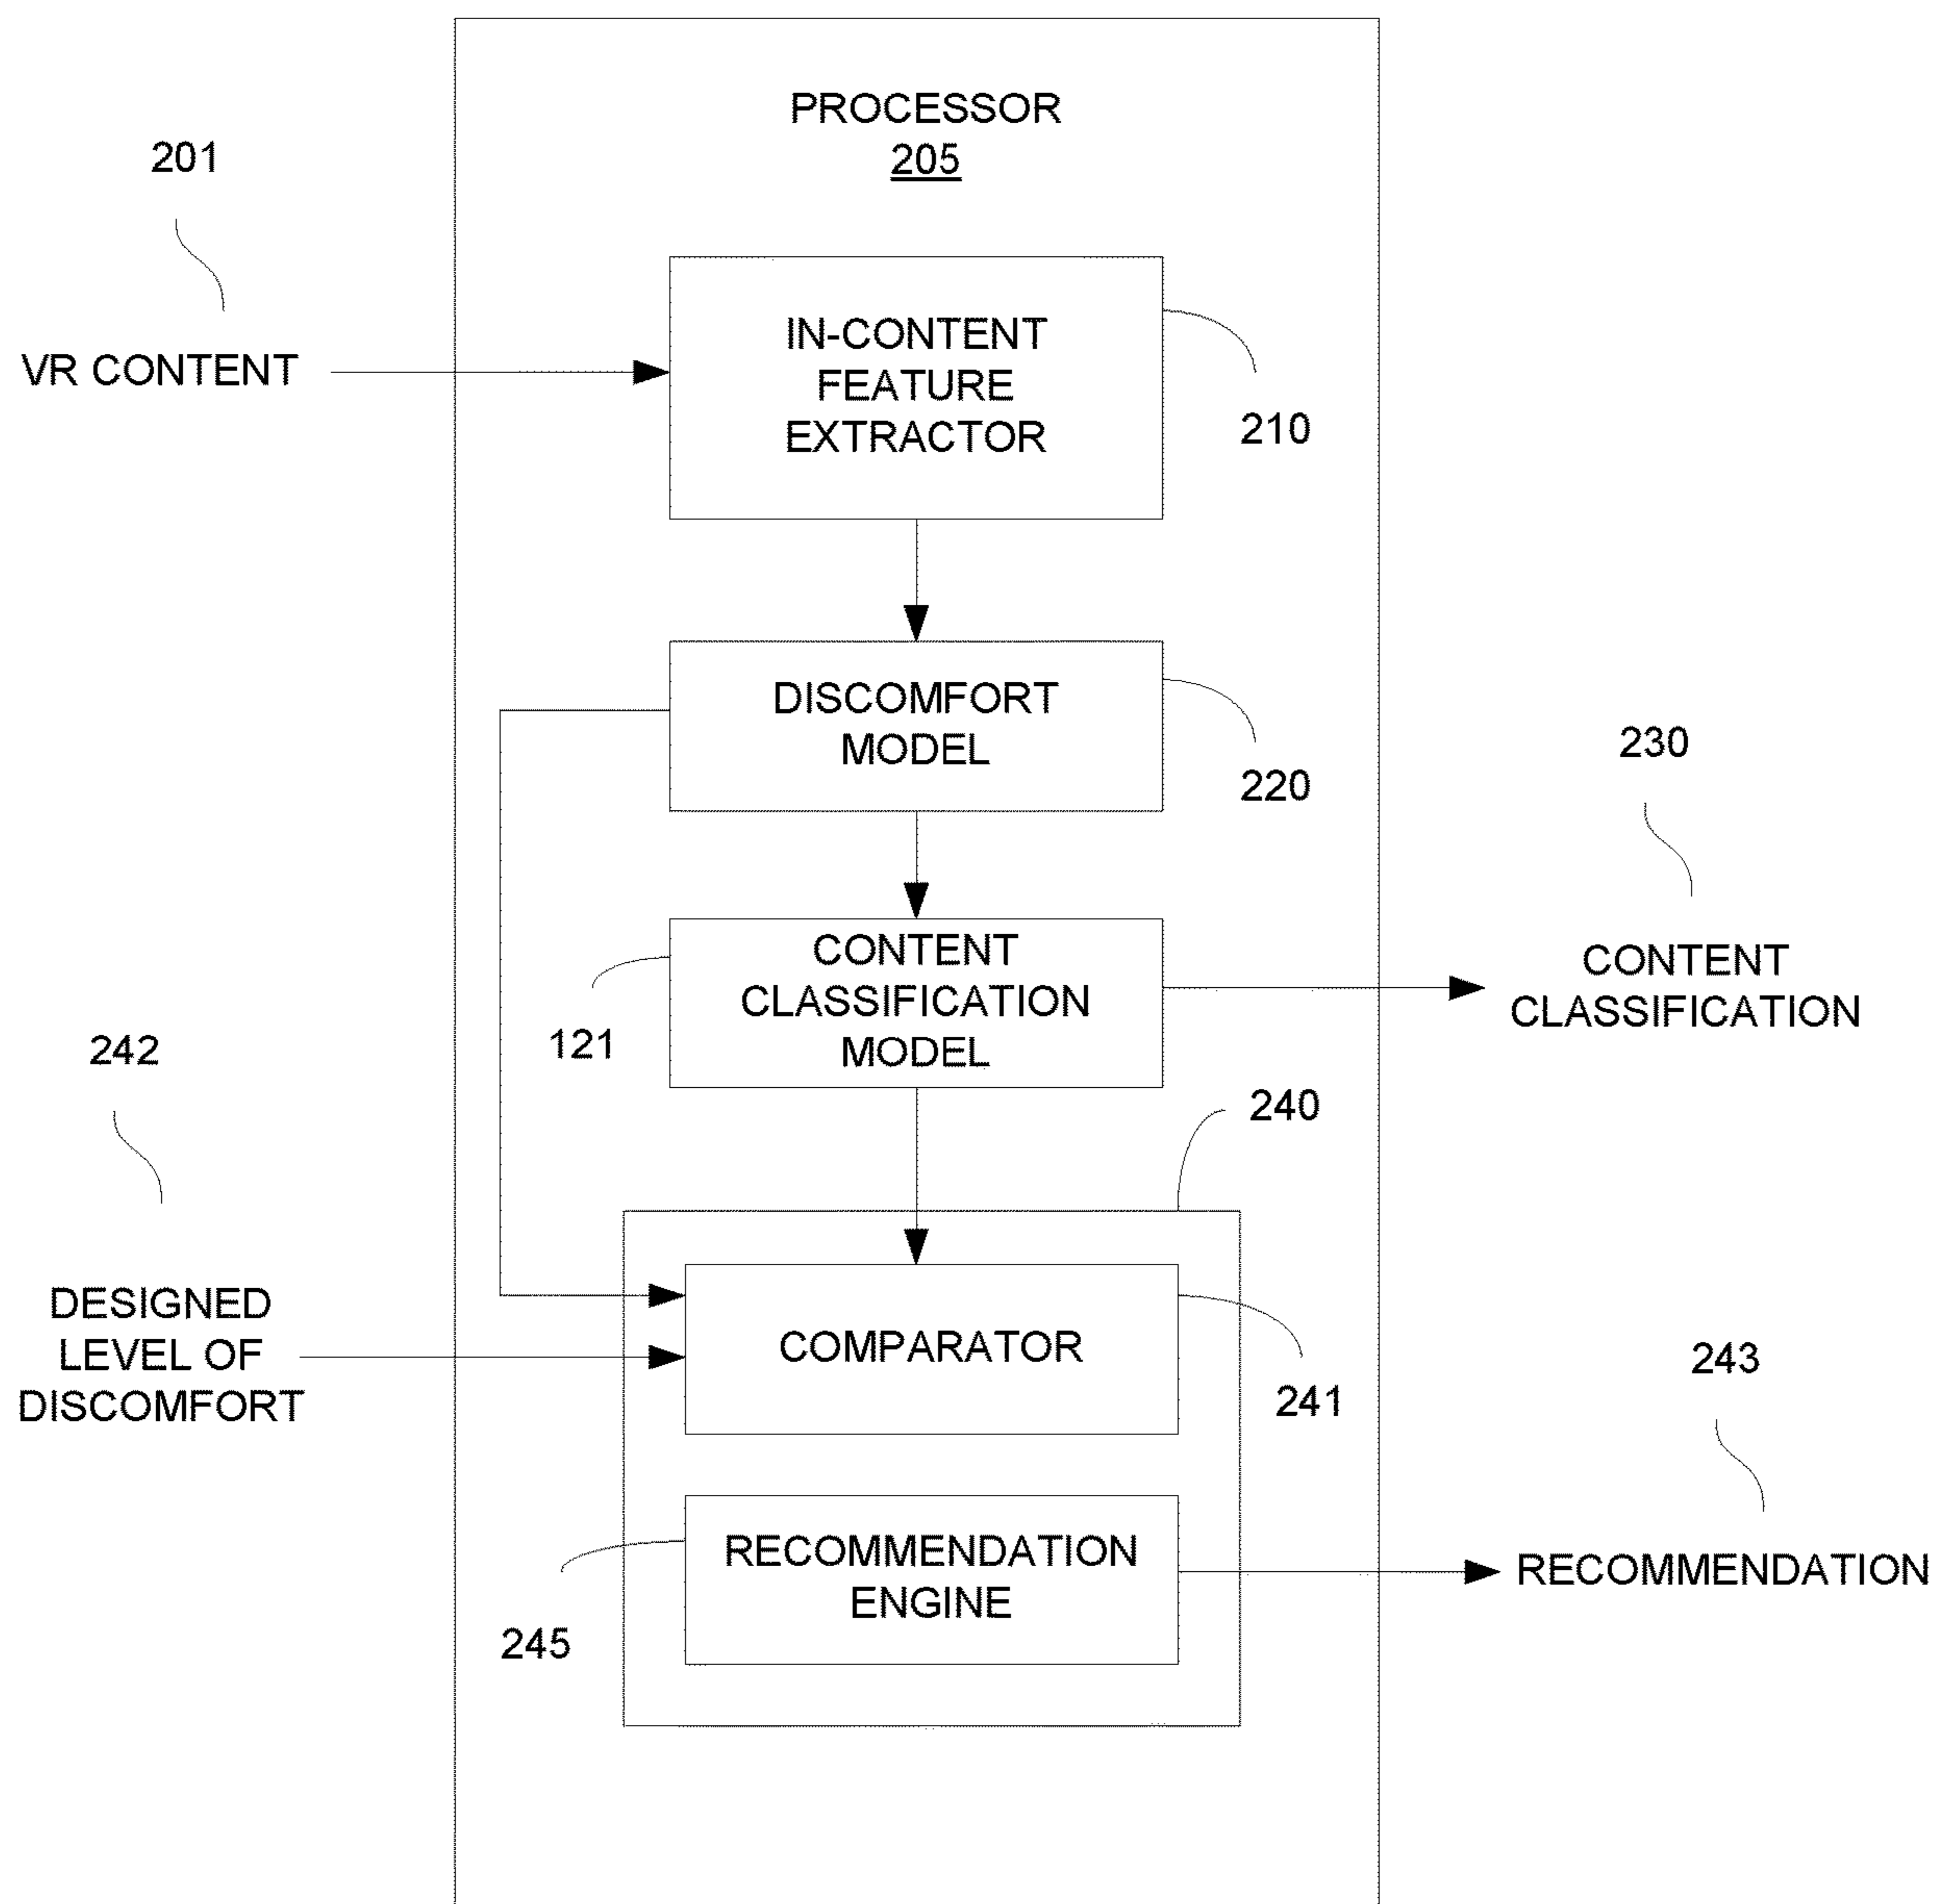 PROCESSOR
205
201
VR CONTENT
IN-CONTENT
FEATURE
EXTRACTOR
210
DISCOMFORT
MODEL
220
230
CONTENT
CLASSIFICATION
CONTENT
CLASSIFICATION
MODEL
121
240
242
DESIGNED
LEVEL OF
DISCOMFORT
COMPARATOR
241
243
RECOMMENDATION
ENGINE
245
RECOMMENDATION